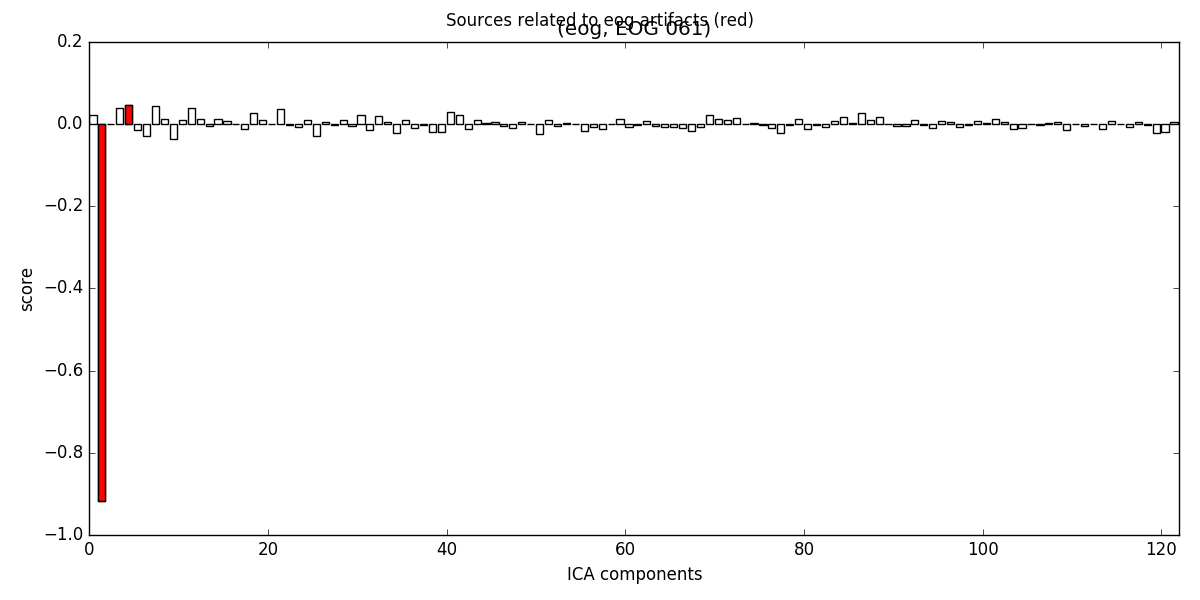 Sources related to eog artifacts (red)
(eog, EOG 061)
0.2
0.0
−0.2
−0.4
−0.6
−0.8
−1.0
score
0 20 40 60 80 100 120
ICA components